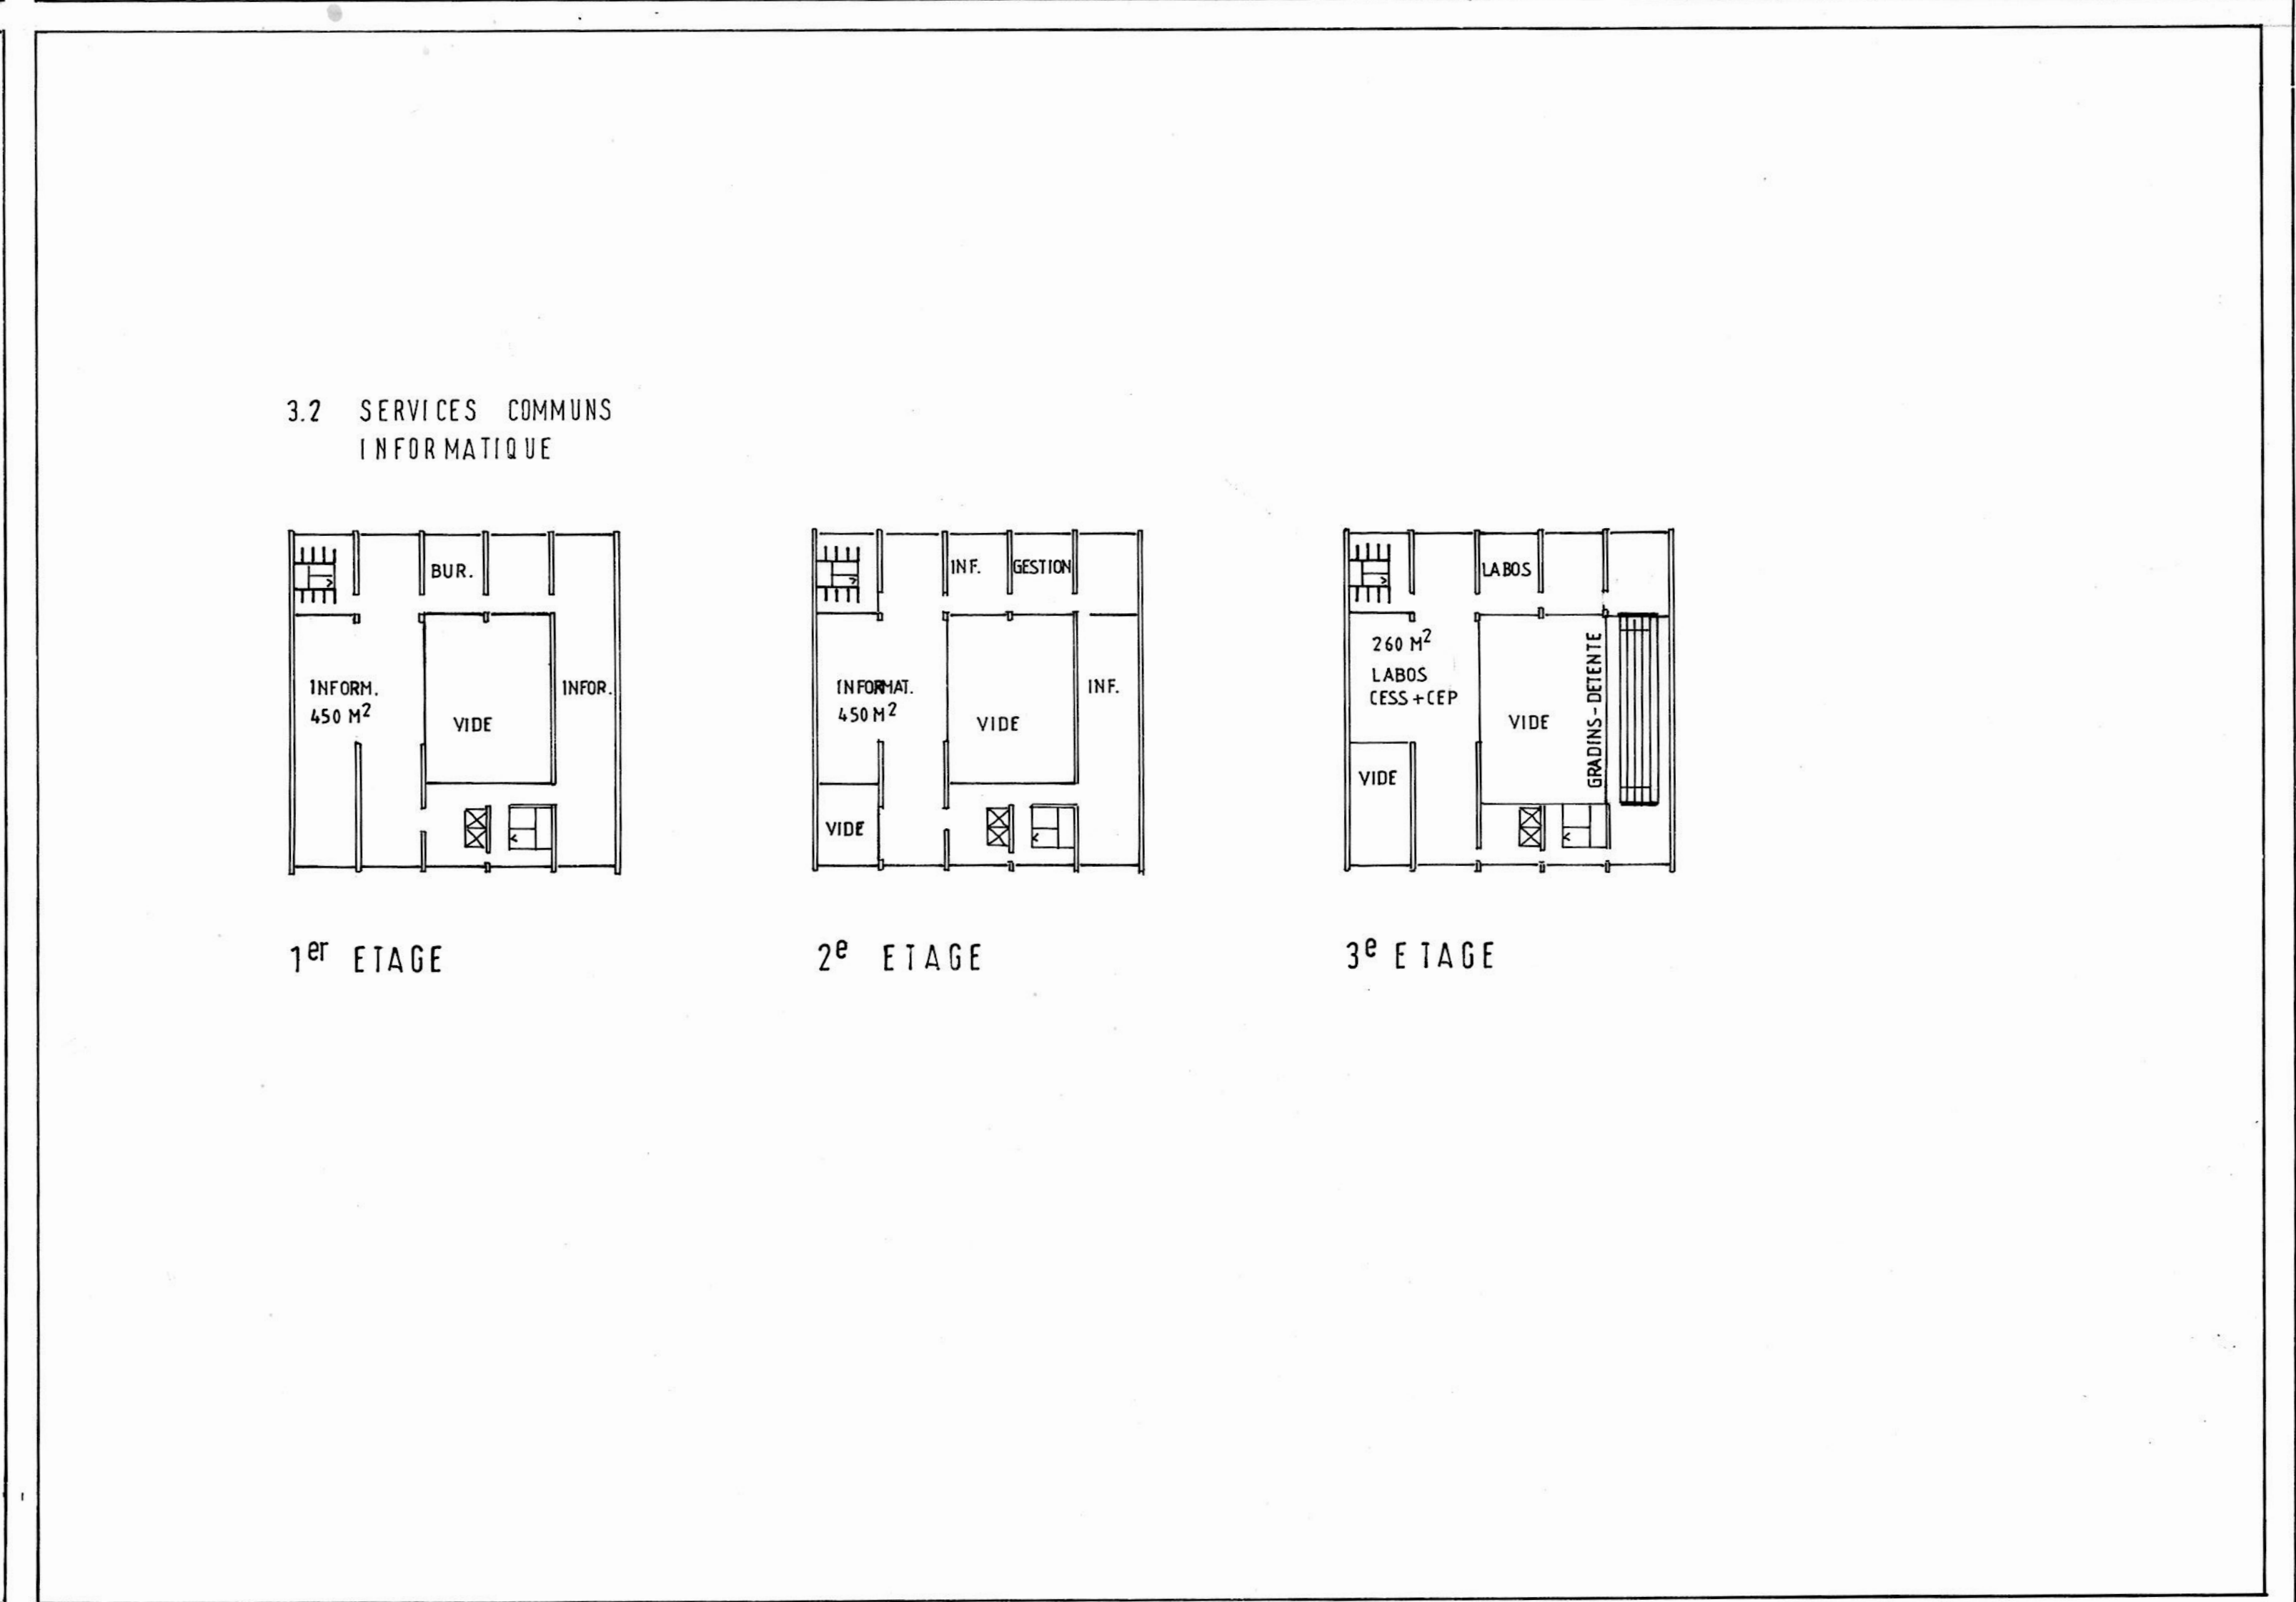 3.2 SERVICES COMMUNS
INFORMATIQUE
BUR.
INFORM.
450 M²
VIDE
INFOR.
1er ETAGE
INF.
GESTION
INFORMAT.
450 M²
VIDE
INF.
VIDE
2e ETAGE
LABOS
260 M²
LABOS
CESS+CEP
VIDE
GRADINS-DETENTE
VIDE
3e ETAGE